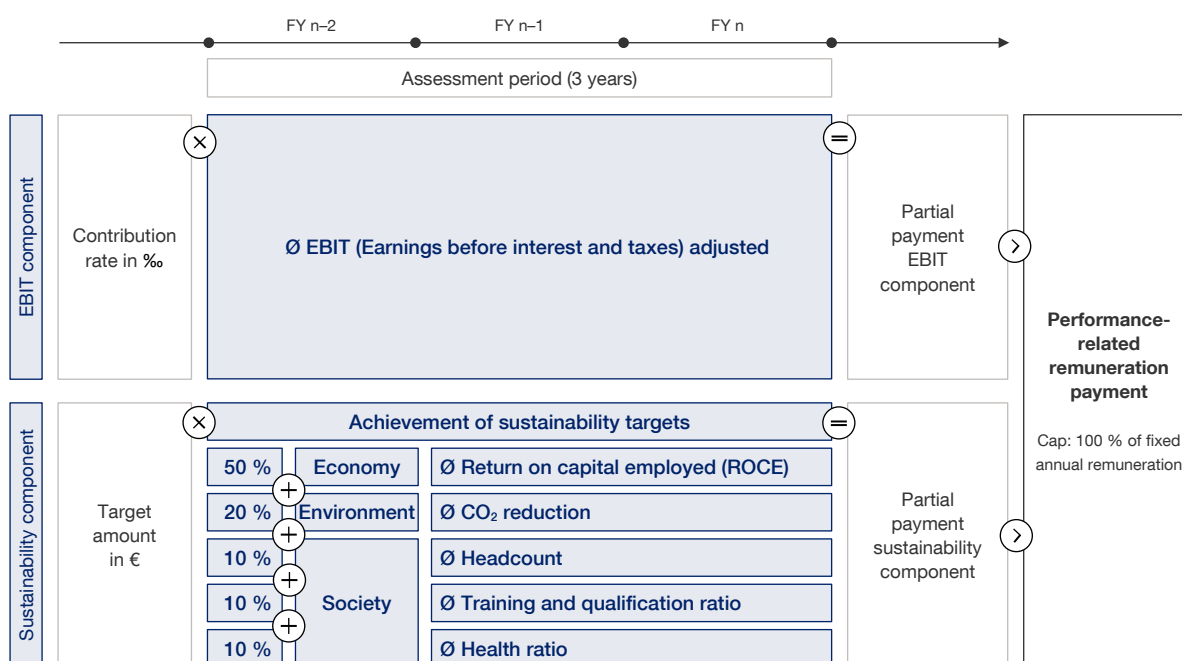 FY n–2
FY n–1
FY n
Assessment period (3 years)
EBIT component
Contribution
rate in ‰
×
Ø EBIT (Earnings before interest and taxes) adjusted
=
Partial
payment
EBIT
component
>
Performance-
related
remuneration
payment
Cap: 100 % of fixed
annual remuneration
Sustainability component
Target
amount
in €
×
Achievement of sustainability targets
=
50 % Economy Ø Return on capital employed (ROCE)
+
20 % Environment Ø CO₂ reduction
+
10 % Ø Headcount
+
10 % Society Ø Training and qualification ratio
+
10 % Ø Health ratio
Partial
payment
sustainability
component
>